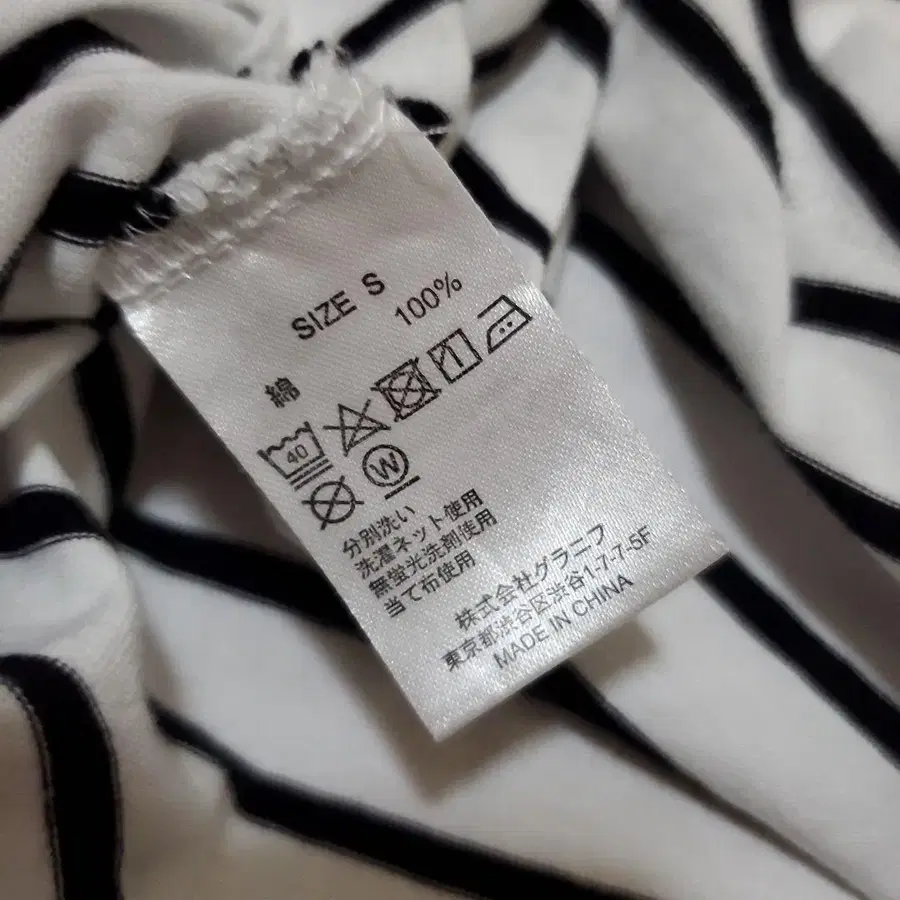 SIZE S
綿 100%
40
W
分別洗い
洗濯ネット使用
無蛍光洗剤使用
当て布使用
株式会社グラニフ
東京都渋谷区渋谷1-7-7-5F
MADE IN CHINA